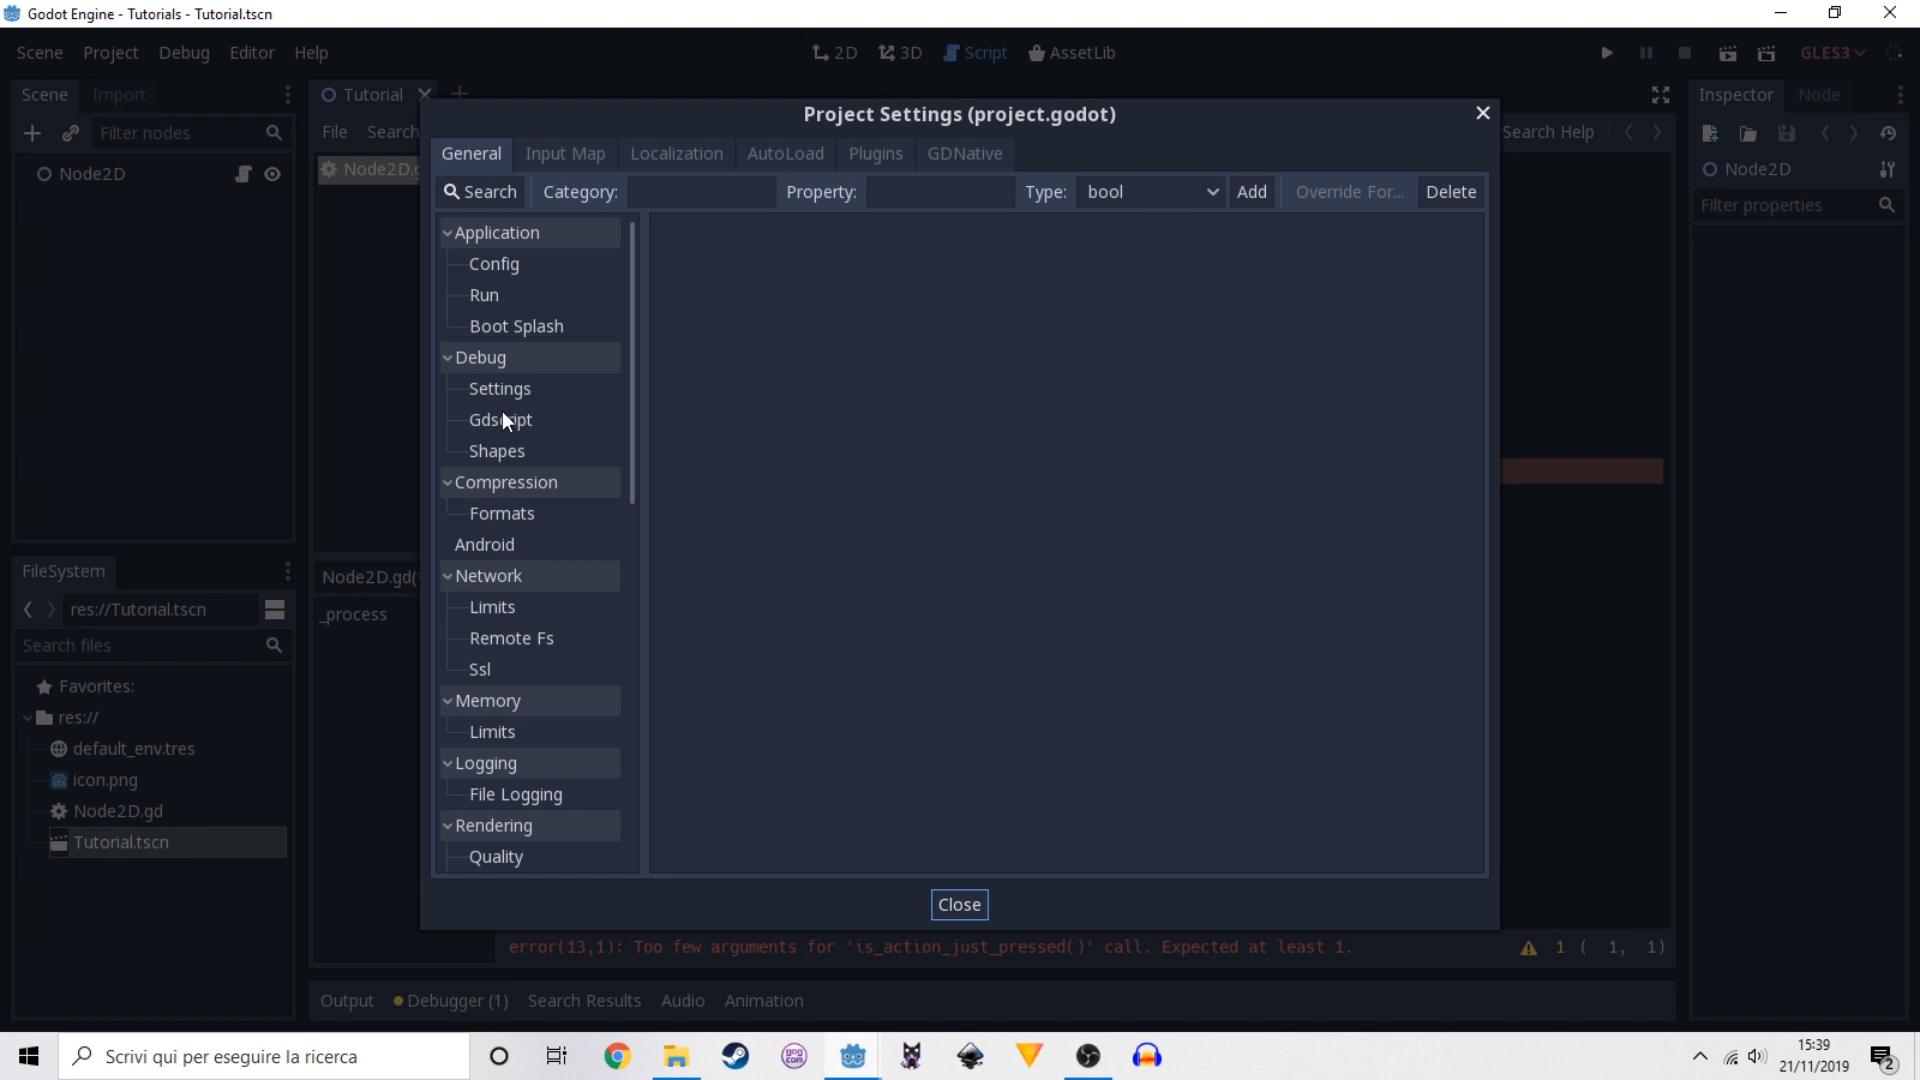 Godot Engine - Tutorials - Tutorial.tscn
Scene Project Debug Editor Help 2D 3D Script AssetLib GLES3
Scene Import Tutorial Inspector Node
Project Settings (project.godot)
Filter nodes File Search Search Help
General Input Map Localization AutoLoad Plugins GDNative
Node2D Node2D.g Node2D
Search Category: Property: Type: bool Add Override For... Delete
Filter properties
Application
Config
Run
Boot Splash
Debug
Settings
Gdscript
Shapes
Compression
Formats
Android
Network
Limits
Remote Fs
Ssl
Memory
Limits
Logging
File Logging
Rendering
Quality
Close
FileSystem Node2D.gd(
res://Tutorial.tscn _process
Search files
Favorites:
res://
default_env.tres
icon.png
Node2D.gd
Tutorial.tscn
error(13,1): Too few arguments for 'is_action_just_pressed()' call. Expected at least 1. 1 ( 1, 1)
Output Debugger (1) Search Results Audio Animation
Scrivi qui per eseguire la ricerca
gog
com
15:39
21/11/2019
2